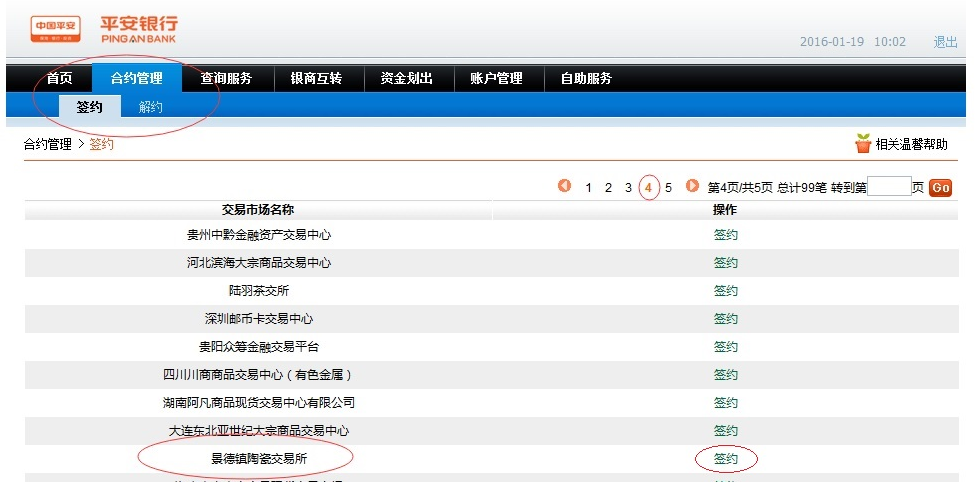 中国平安 平安银行
PING AN BANK
2016-01-19 10:02 退出
首页 合约管理 查询服务 银商互转 资金划出 账户管理 自助服务
签约 解约
合约管理 > 签约 相关温馨帮助
1 2 3 4 5 第4页/共5页 总计99笔 转到第 页 Go
交易市场名称 操作
贵州中黔金融资产交易中心 签约
河北滨海大宗商品交易中心 签约
陆羽茶交所 签约
深圳邮币卡交易中心 签约
贵阳众筹金融交易平台 签约
四川川商商品交易中心（有色金属） 签约
湖南阿凡商品现货交易中心有限公司 签约
大连东北亚世纪大宗商品交易中心 签约
景德镇陶瓷交易所 签约